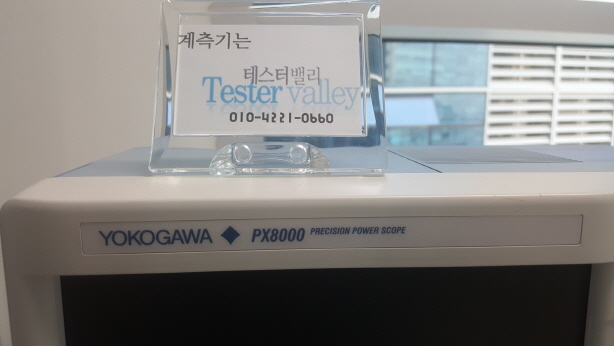 계측기는
테스터밸리
Tester valley
010-4221-0660
YOKOGAWA ◆ PX8000 PRECISION POWER SCOPE